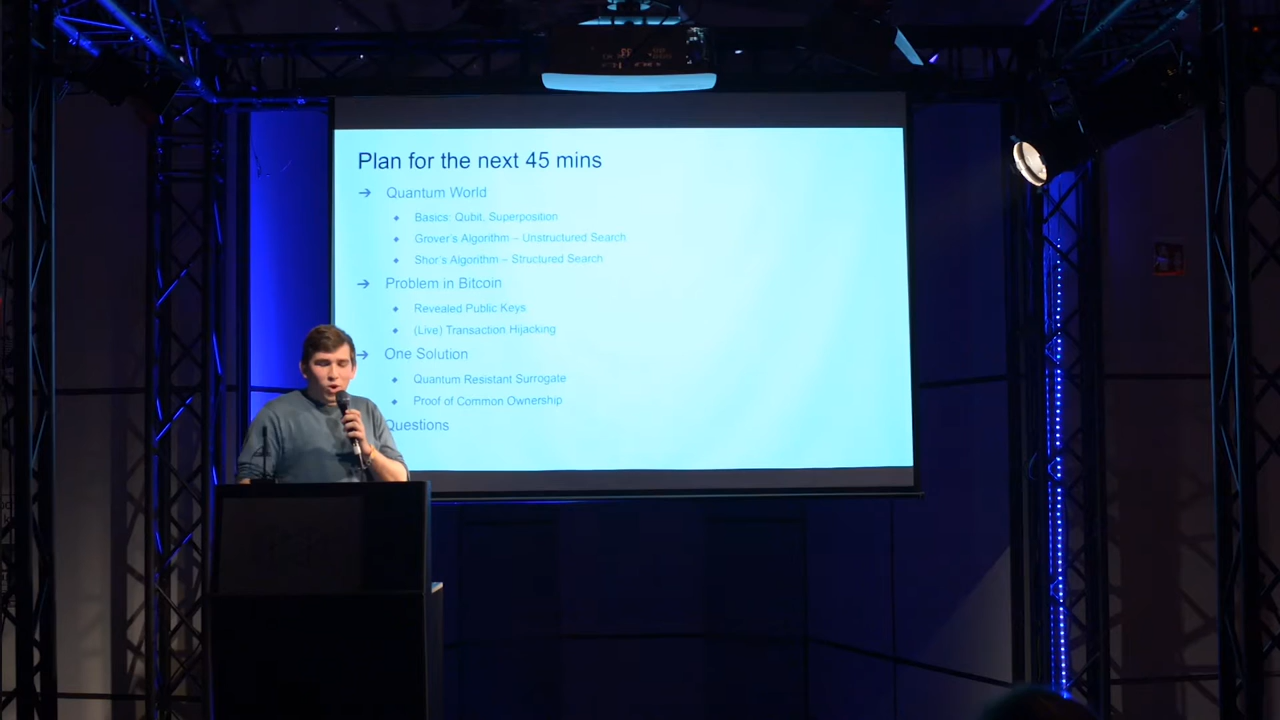 Plan for the next 45 mins
➔ Quantum World
◆ Basics: Qubit, Superposition
◆ Grover's Algorithm – Unstructured Search
◆ Shor's Algorithm – Structured Search
➔ Problem in Bitcoin
◆ Revealed Public Keys
◆ (Live) Transaction Hijacking
➔ One Solution
◆ Quantum Resistant Surrogate
◆ Proof of Common Ownership
Questions